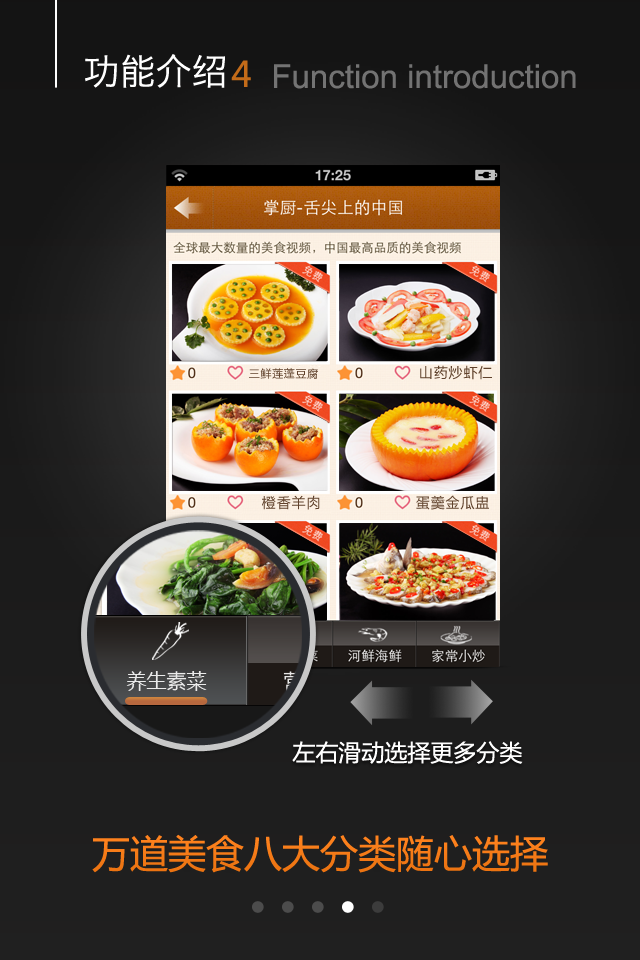 功能介绍4 Function introduction
17:25
掌厨-舌尖上的中国
全球最大数量的美食视频，中国最高品质的美食视频
免费 免费
0 三鲜莲蓬豆腐 0 山药炒虾仁
免费 免费
0 橙香羊肉 0 蛋羹金瓜盅
免费 免费
养生素菜 菜 河鲜海鲜 家常小炒
左右滑动选择更多分类
万道美食八大分类随心选择